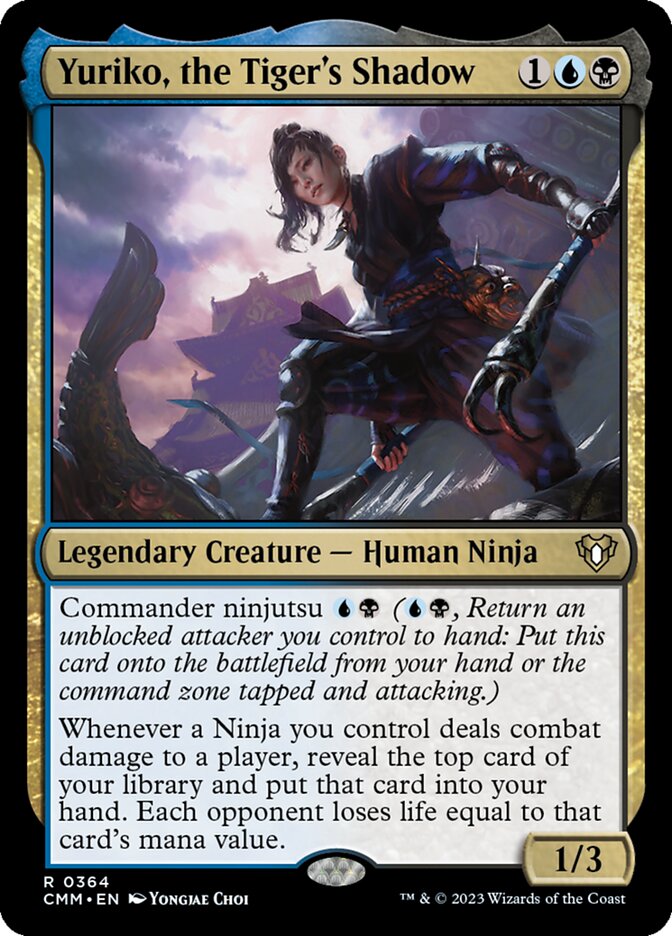 Yuriko, the Tiger's Shadow 1
Legendary Creature — Human Ninja
Commander ninjutsu (, Return an
unblocked attacker you control to hand: Put this
card onto the battlefield from your hand or the
command zone tapped and attacking.)
Whenever a Ninja you control deals combat
damage to a player, reveal the top card of
your library and put that card into your
hand. Each opponent loses life equal to that
card's mana value.
1/3
R 0364
CMM • EN Yongjae Choi
™ & © 2023 Wizards of the Coast